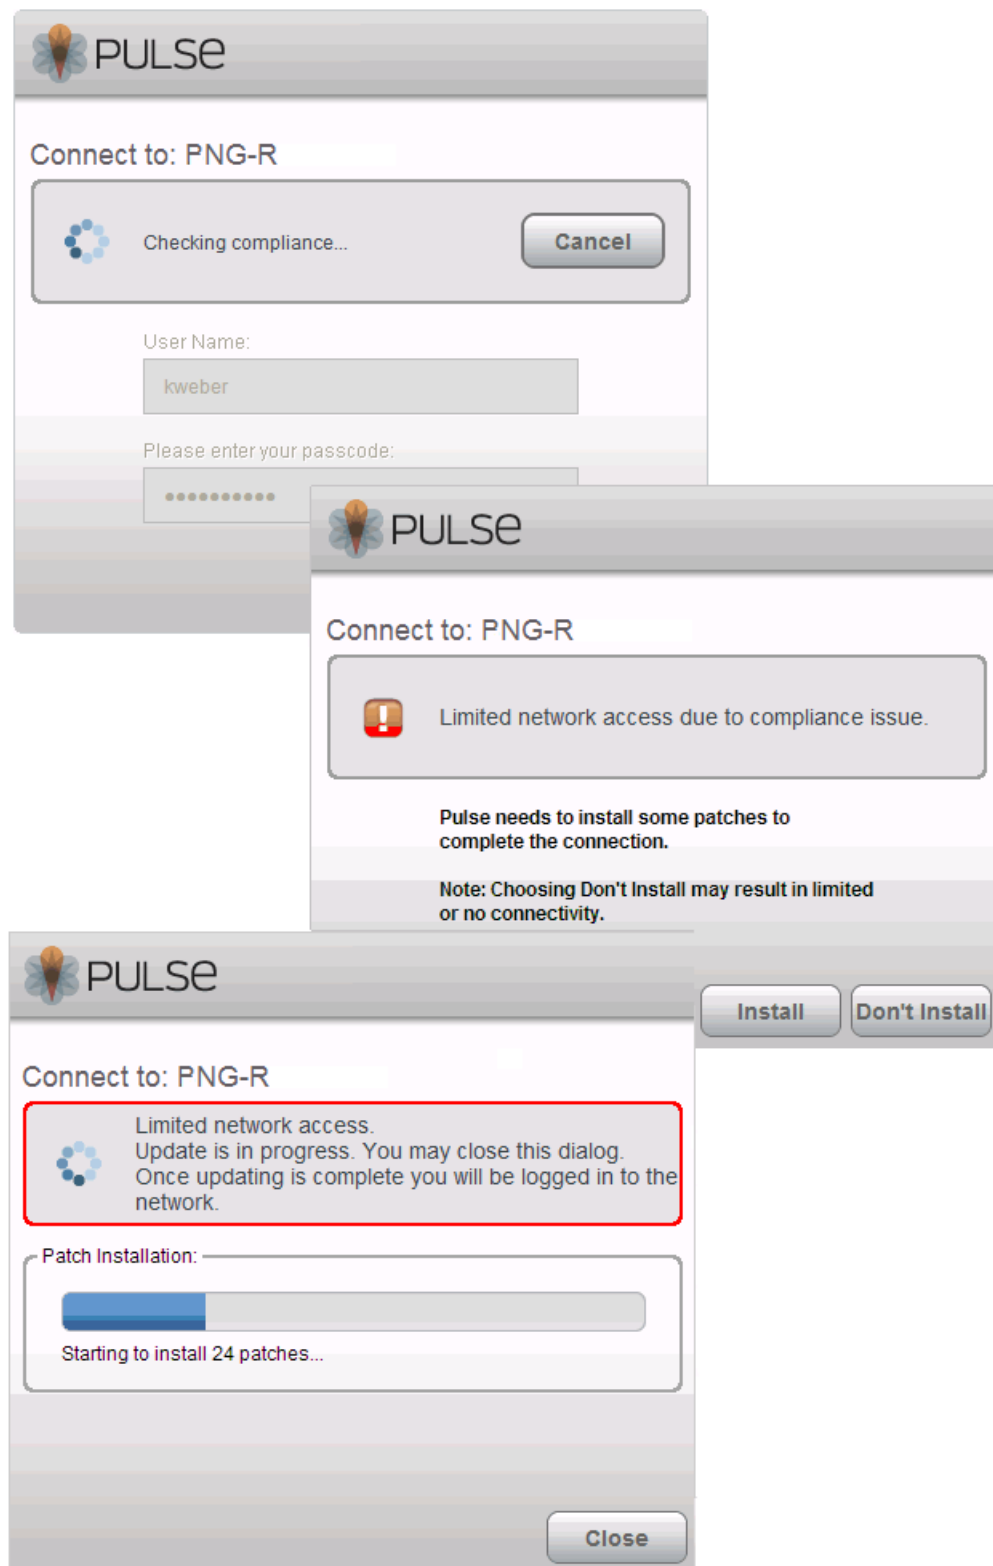 PULSE
Connect to: PNG-R
Checking compliance...
Cancel
User Name:
kweber
Please enter your passcode:
••••••••••
PULSE
Connect to: PNG-R
Limited network access due to compliance issue.
Pulse needs to install some patches to
complete the connection.
Note: Choosing Don't Install may result in limited
or no connectivity.
Install
Don't Install
PULSE
Connect to: PNG-R
Limited network access.
Update is in progress. You may close this dialog.
Once updating is complete you will be logged in to the
network.
Patch Installation:
Starting to install 24 patches...
Close